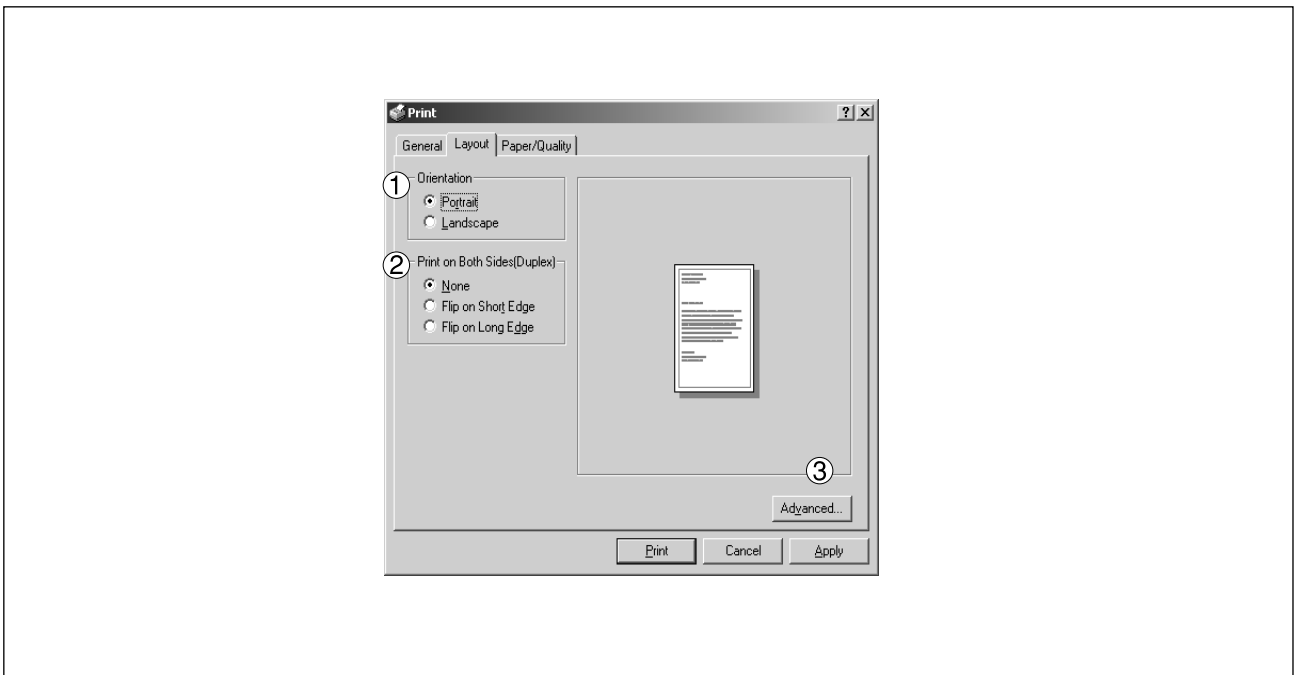 Print
General Layout Paper/Quality
① Orientation
Portrait
Landscape
② Print on Both Sides(Duplex)
None
Flip on Short Edge
Flip on Long Edge
③
Advanced...
Print Cancel Apply